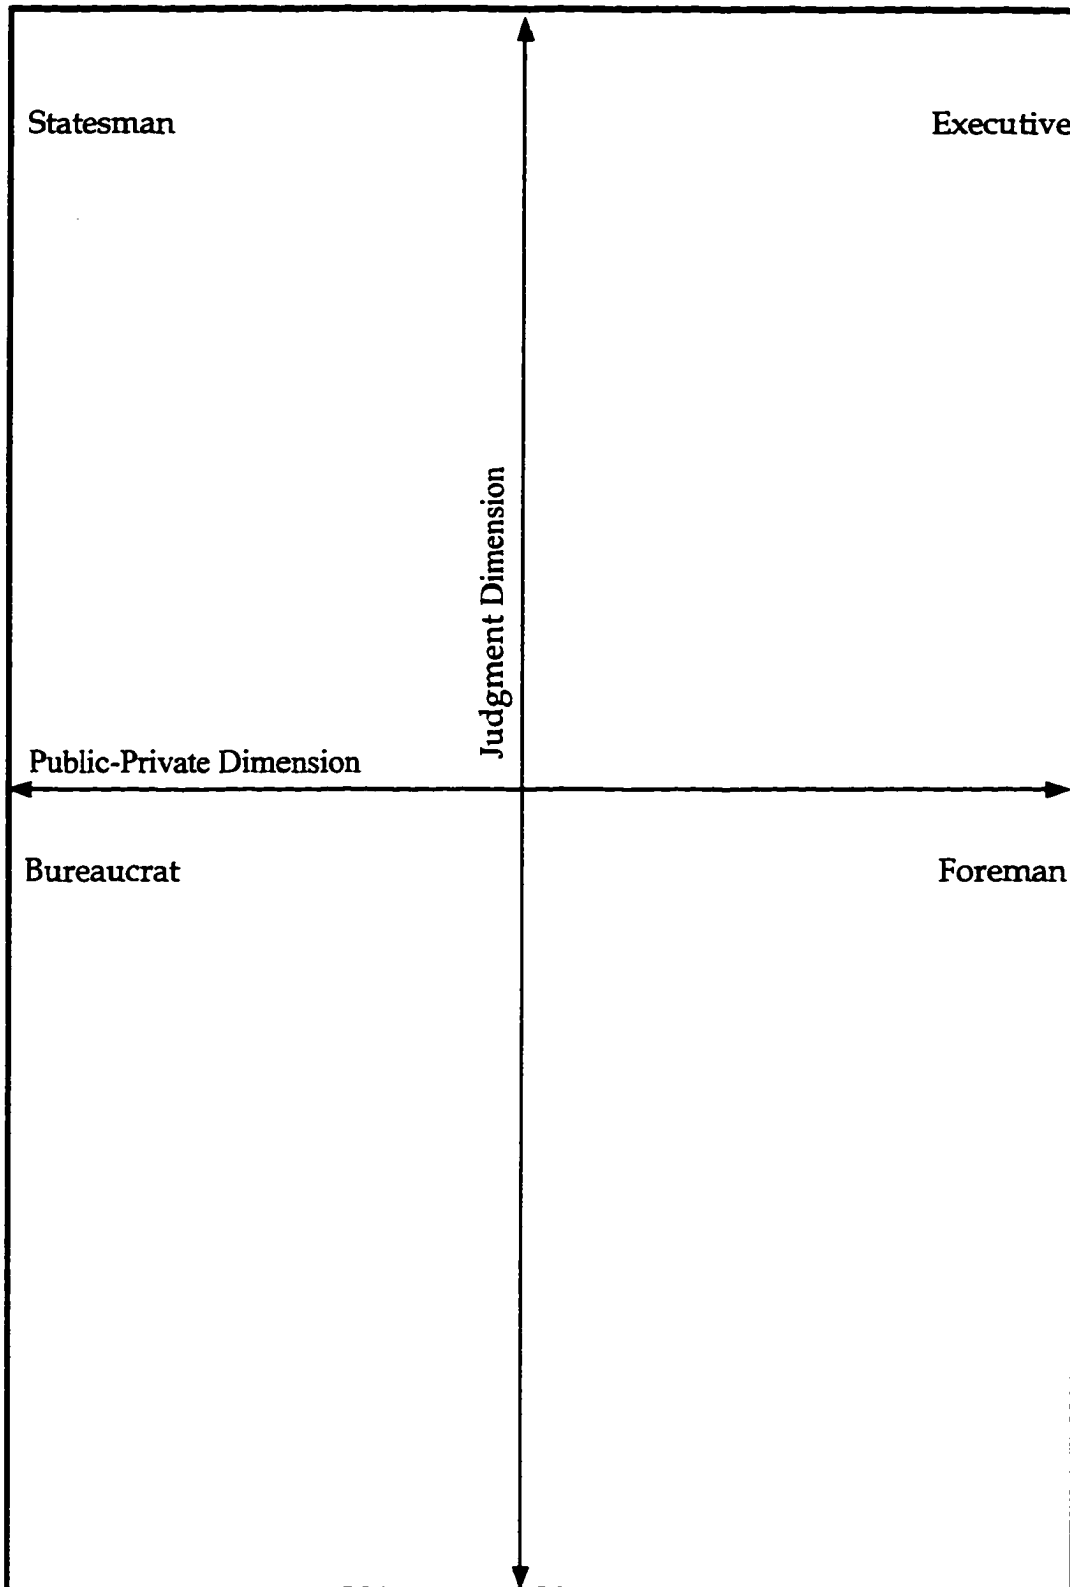 Statesman
Executive
Judgment Dimension
Public-Private Dimension
Bureaucrat
Foreman